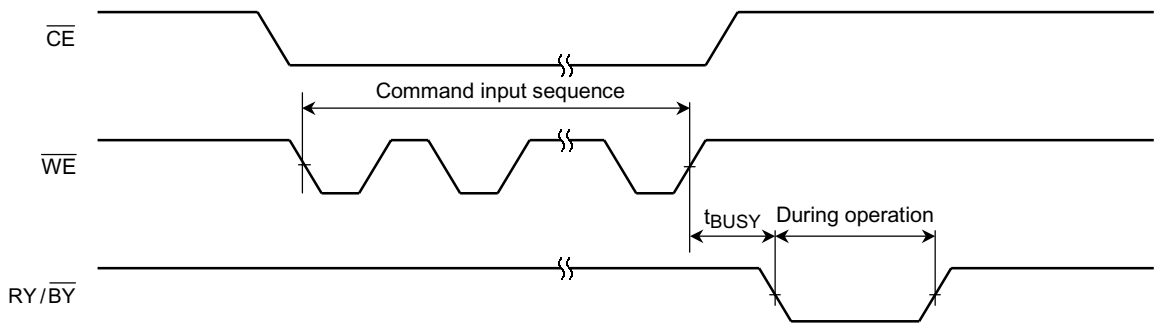 CE
Command input sequence
WE
tBUSY
During operation
RY/BY